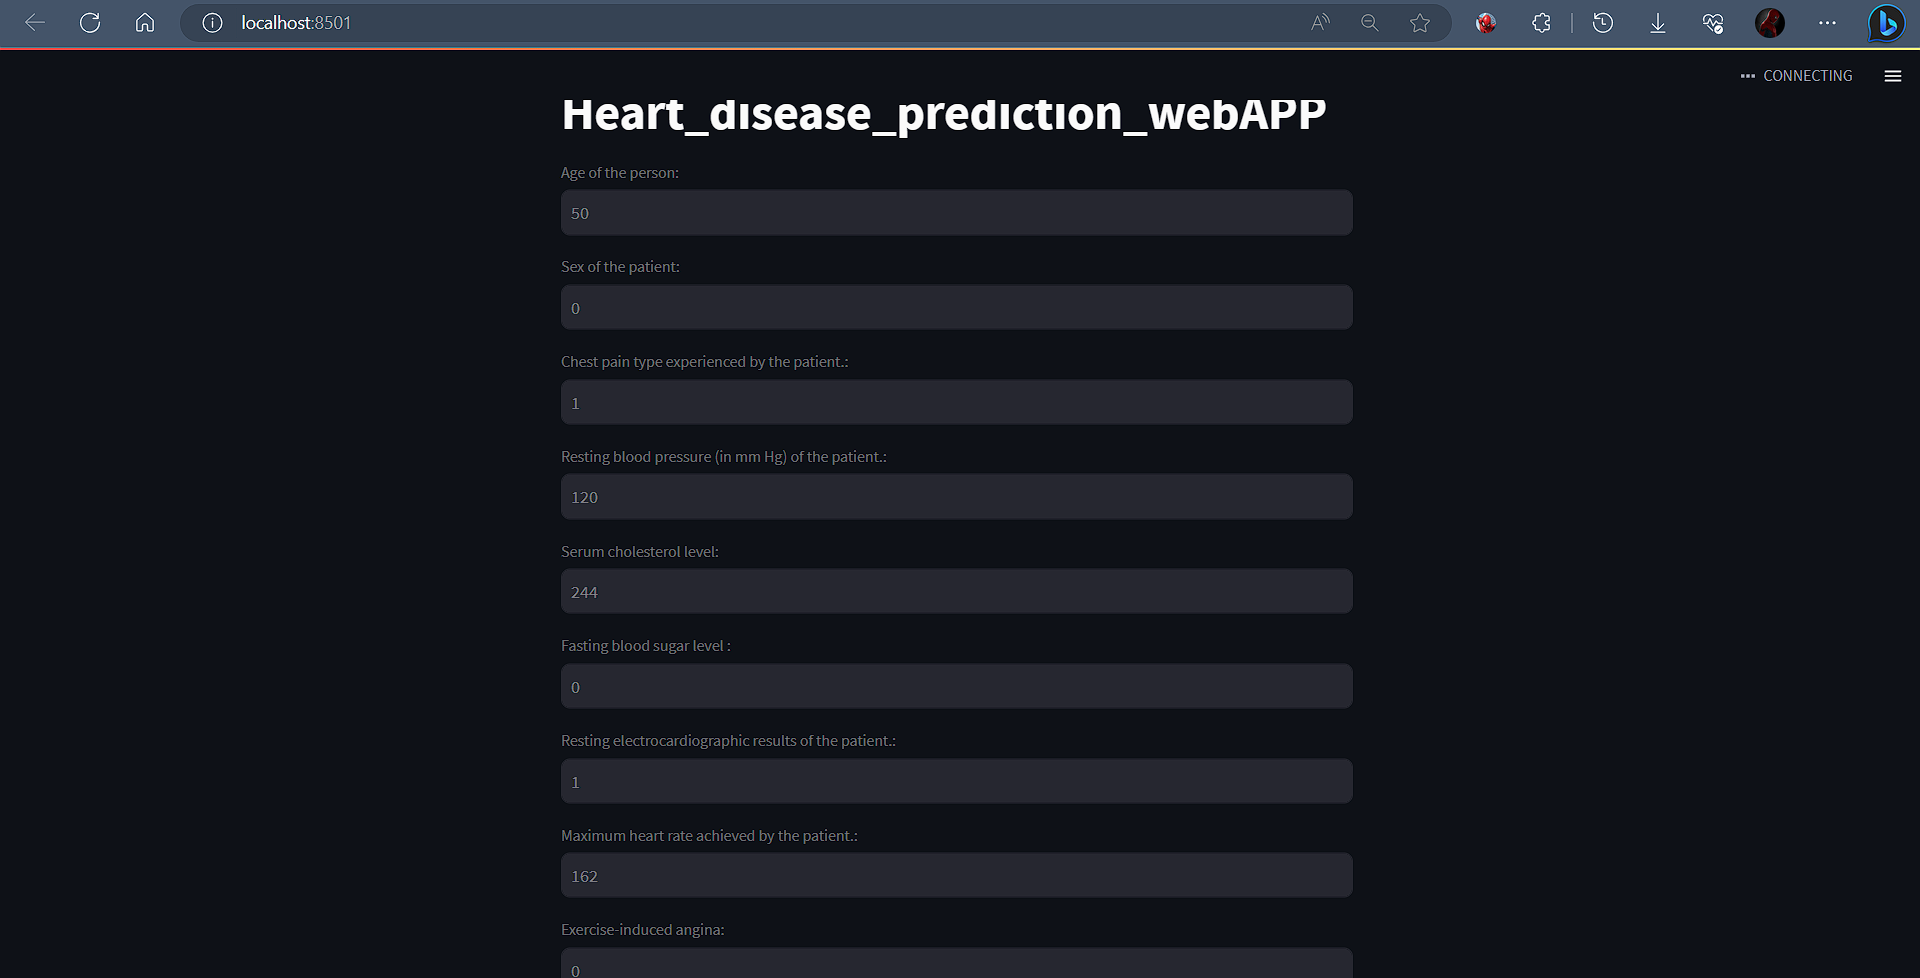 localhost:8501
CONNECTING
Heart_disease_prediction_webAPP
Age of the person:
50
Sex of the patient:
0
Chest pain type experienced by the patient.:
1
Resting blood pressure (in mm Hg) of the patient.:
120
Serum cholesterol level:
244
Fasting blood sugar level :
0
Resting electrocardiographic results of the patient.:
1
Maximum heart rate achieved by the patient.:
162
Exercise-induced angina:
0